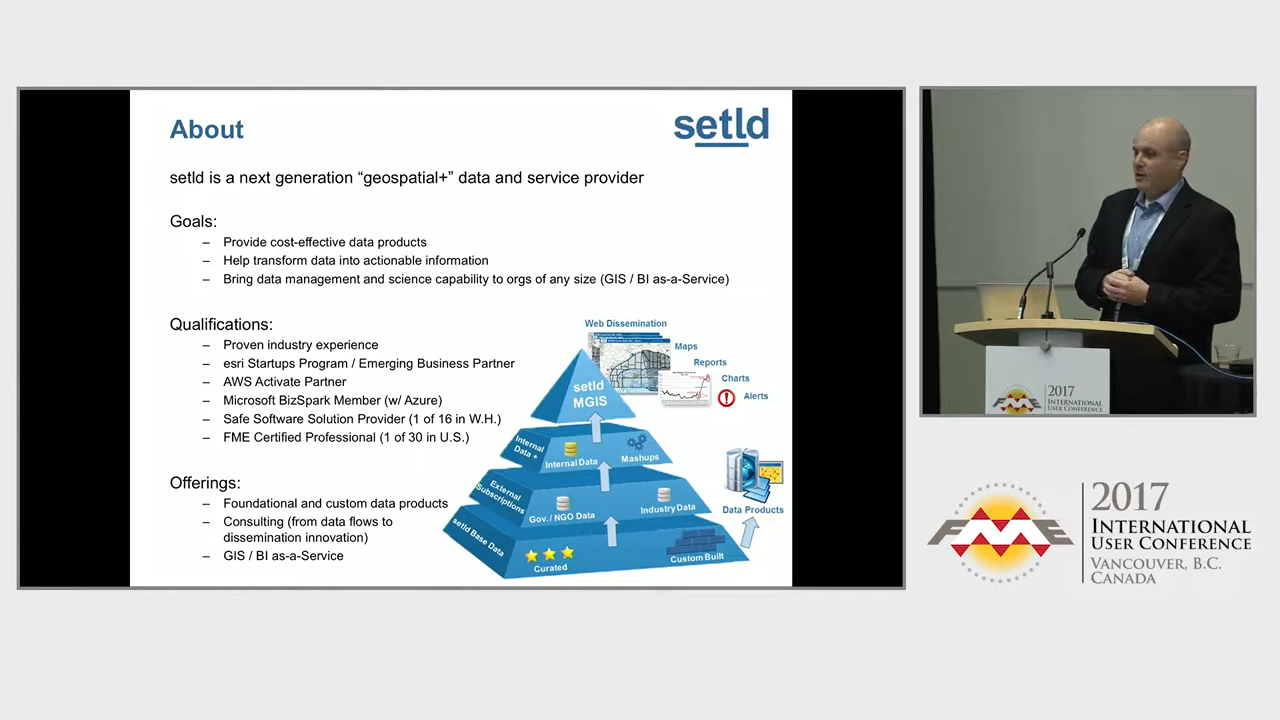 About
setld
setld is a next generation “geospatial+” data and service provider
Goals:
– Provide cost-effective data products
– Help transform data into actionable information
– Bring data management and science capability to orgs of any size (GIS / BI as-a-Service)
Qualifications:
– Proven industry experience
– esri Startups Program / Emerging Business Partner
– AWS Activate Partner
– Microsoft BizSpark Member (w/ Azure)
– Safe Software Solution Provider (1 of 16 in W.H.)
– FME Certified Professional (1 of 30 in U.S.)
Offerings:
– Foundational and custom data products
– Consulting (from data flows to
dissemination innovation)
– GIS / BI as-a-Service
Web Dissemination
Maps
Reports
Charts
Alerts
setld
MGIS
Internal
Data +
Internal Data
Mashups
External
Subscriptions
Gov. / NGO Data
Industry Data
setld Base Data
Curated
Custom Built
Data Products
2017
INTERNATIONAL
USER CONFERENCE
FME
2017
INTERNATIONAL
USER CONFERENCE
VANCOUVER, B.C.
CANADA